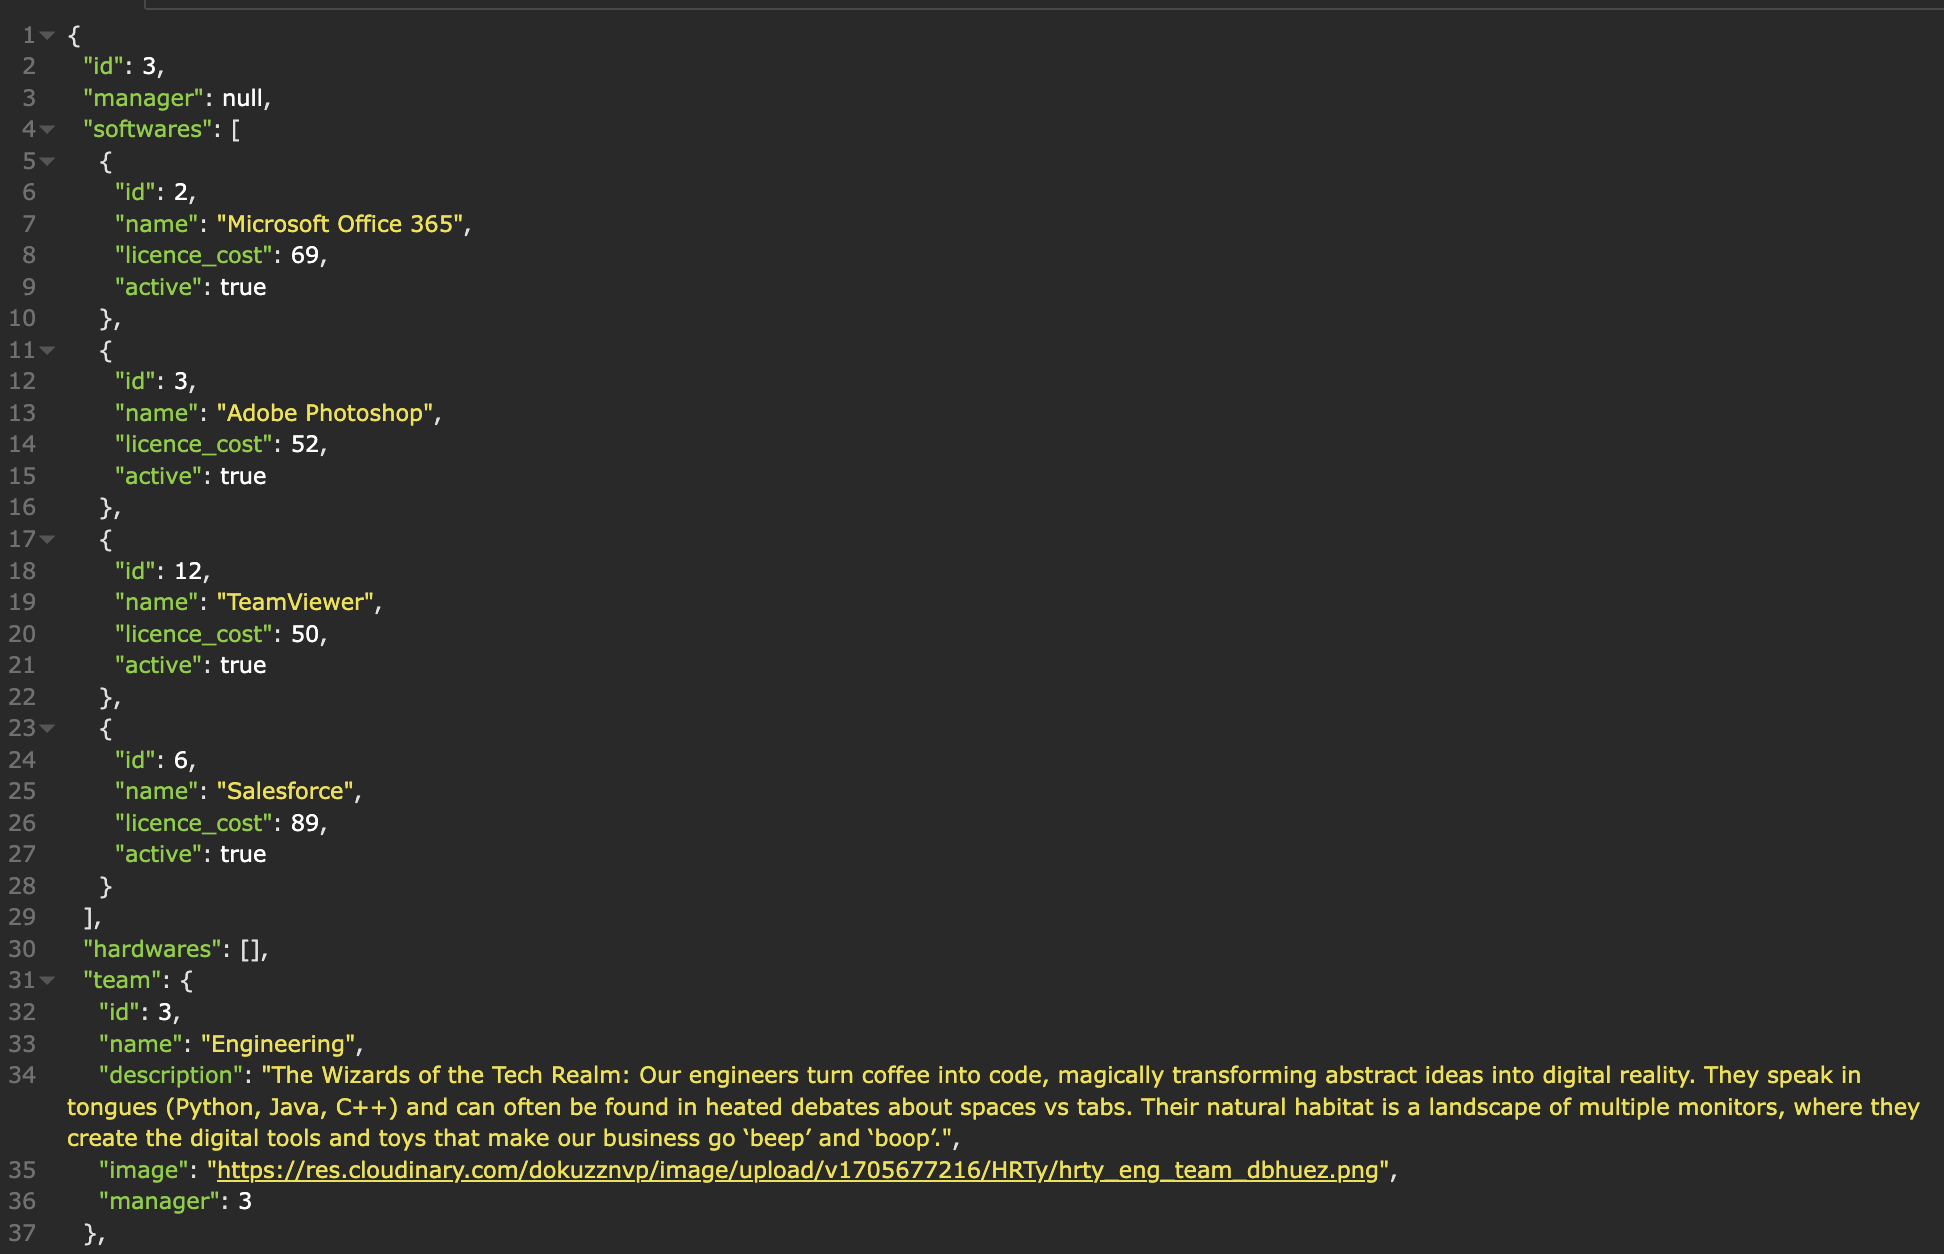 1 {
2 "id": 3,
3 "manager": null,
4 "softwares": [
5 {
6 "id": 2,
7 "name": "Microsoft Office 365",
8 "licence_cost": 69,
9 "active": true
10 },
11 {
12 "id": 3,
13 "name": "Adobe Photoshop",
14 "licence_cost": 52,
15 "active": true
16 },
17 {
18 "id": 12,
19 "name": "TeamViewer",
20 "licence_cost": 50,
21 "active": true
22 },
23 {
24 "id": 6,
25 "name": "Salesforce",
26 "licence_cost": 89,
27 "active": true
28 }
29 ],
30 "hardwares": [],
31 "team": {
32 "id": 3,
33 "name": "Engineering",
34 "description": "The Wizards of the Tech Realm: Our engineers turn coffee into code, magically transforming abstract ideas into digital reality. They speak in
tongues (Python, Java, C++) and can often be found in heated debates about spaces vs tabs. Their natural habitat is a landscape of multiple monitors, where they
create the digital tools and toys that make our business go ‘beep’ and ‘boop’.",
35 "image": "https://res.cloudinary.com/dokuzznvp/image/upload/v1705677216/HRTy/hrty_eng_team_dbhuez.png",
36 "manager": 3
37 },